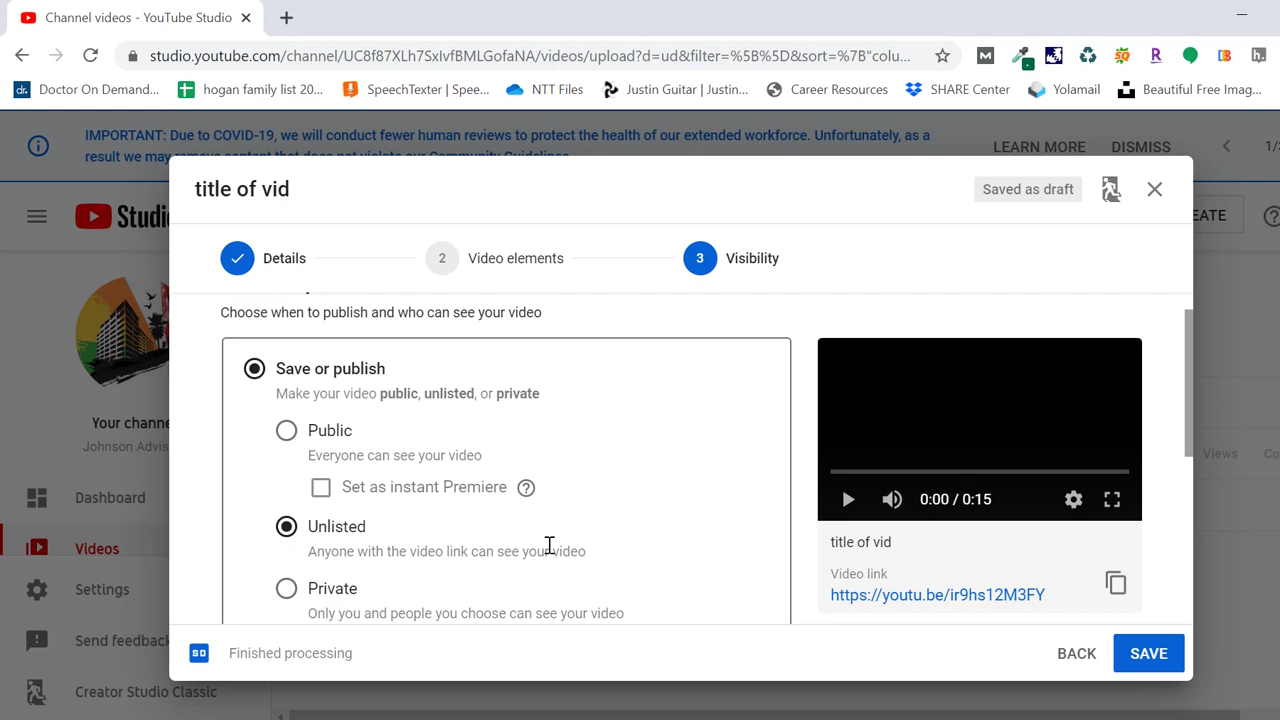 Channel videos - YouTube Studio
studio.youtube.com/channel/UC8f87XLh7SxIvfBMLGofaNA/videos/upload?d=ud&filter=%5B%5D&sort=%7B"colu...
Doctor On Demand... hogan family list 20... SpeechTexter | Spee... NTT Files Justin Guitar | Justin... Career Resources SHARE Center Yolamail Beautiful Free Imag...
IMPORTANT: Due to COVID-19, we will conduct fewer human reviews to protect the health of our extended workforce. Unfortunately, as a
result we may remove content that does not violate our Community Guidelines.
LEARN MORE DISMISS 1/
title of vid
Saved as draft
Studio
EATE
Details
2 Video elements
3 Visibility
Choose when to publish and who can see your video
Save or publish
Make your video public, unlisted, or private
Public
Everyone can see your video
Set as instant Premiere
Unlisted
Anyone with the video link can see your video
Private
Only you and people you choose can see your video
0:00 / 0:15
title of vid
Video link
https://youtu.be/ir9hs12M3FY
SD Finished processing
BACK SAVE
Your channe
Johnson Advis
Dashboard
Videos
Settings
Send feedback
Creator Studio Classic
Views Co